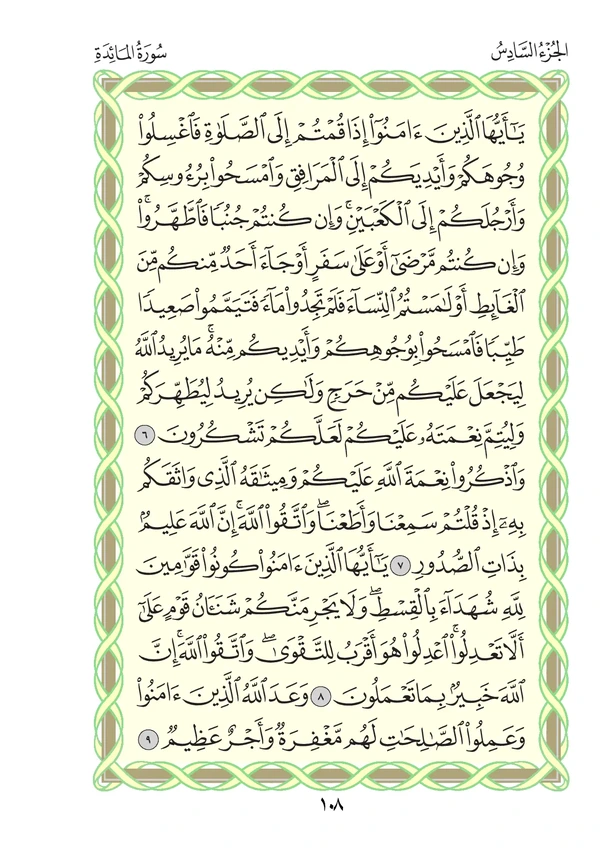 الجُزْءُ السَّادِسُ
سُورَةُ المَائِدَةِ
يَٰٓأَيُّهَا ٱلَّذِينَ ءَامَنُوٓاْ إِذَا قُمۡتُمۡ إِلَى ٱلصَّلَوٰةِ فَٱغۡسِلُواْ
وُجُوهَكُمۡ وَأَيۡدِيَكُمۡ إِلَى ٱلۡمَرَافِقِ وَٱمۡسَحُواْ بِرُءُوسِكُمۡ
وَأَرۡجُلَكُمۡ إِلَى ٱلۡكَعۡبَيۡنِۚ وَإِن كُنتُمۡ جُنُبٗا فَٱطَّهَّرُواْۚ
وَإِن كُنتُم مَّرۡضَىٰٓ أَوۡ عَلَىٰ سَفَرٍ أَوۡ جَآءَ أَحَدٞ مِّنكُم مِّنَ
ٱلۡغَآئِطِ أَوۡ لَٰمَسۡتُمُ ٱلنِّسَآءَ فَلَمۡ تَجِدُواْ مَآءٗ فَتَيَمَّمُواْ صَعِيدٗا
طَيِّبٗا فَٱمۡسَحُواْ بِوُجُوهِكُمۡ وَأَيۡدِيكُم مِّنۡهُۚ مَا يُرِيدُ ٱللَّهُ
لِيَجۡعَلَ عَلَيۡكُم مِّنۡ حَرَجٖ وَلَٰكِن يُرِيدُ لِيُطَهِّرَكُمۡ
وَلِيُتِمَّ نِعۡمَتَهُۥ عَلَيۡكُمۡ لَعَلَّكُمۡ تَشۡكُرُونَ ٦
وَٱذۡكُرُواْ نِعۡمَةَ ٱللَّهِ عَلَيۡكُمۡ وَمِيثَٰقَهُ ٱلَّذِي وَاثَقَكُم
بِهِۦٓ إِذۡ قُلۡتُمۡ سَمِعۡنَا وَأَطَعۡنَاۖ وَٱتَّقُواْ ٱللَّهَۚ إِنَّ ٱللَّهَ عَلِيمُۢ
بِذَاتِ ٱلصُّدُورِ ٧ يَٰٓأَيُّهَا ٱلَّذِينَ ءَامَنُواْ كُونُواْ قَوَّٰمِينَ
لِلَّهِ شُهَدَآءَ بِٱلۡقِسۡطِۖ وَلَا يَجۡرِمَنَّكُمۡ شَنَـَٔانُ قَوۡمٍ عَلَىٰٓ
أَلَّا تَعۡدِلُواْۚ ٱعۡدِلُواْ هُوَ أَقۡرَبُ لِلتَّقۡوَىٰۖ وَٱتَّقُواْ ٱللَّهَۚ إِنَّ
ٱللَّهَ خَبِيرُۢ بِمَا تَعۡمَلُونَ ٨ وَعَدَ ٱللَّهُ ٱلَّذِينَ ءَامَنُواْ
وَعَمِلُواْ ٱلصَّٰلِحَٰتِ لَهُم مَّغۡفِرَةٞ وَأَجۡرٌ عَظِيمٞ ٩
١٠٨